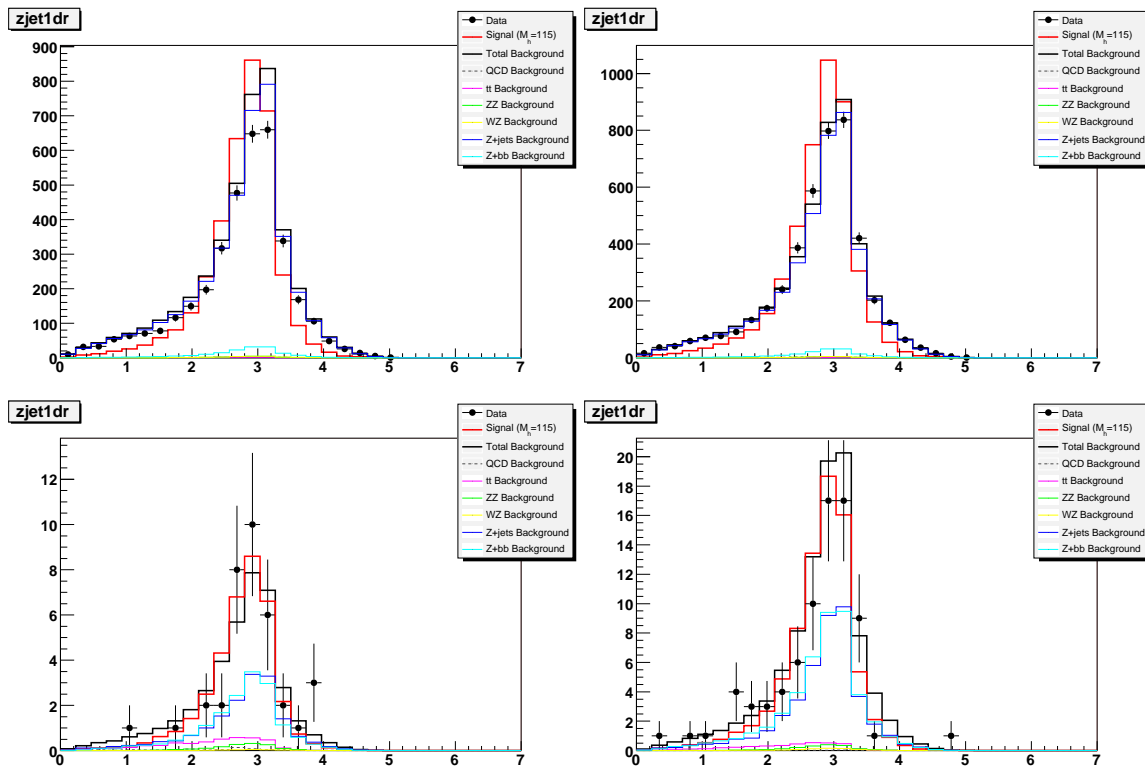 zjet1dr
Data
Signal (M_h=115)
Total Background
QCD Background
tt Background
ZZ Background
WZ Background
Z+jets Background
Z+bb Background
900
800
700
600
500
400
300
200
100
0
0 1 2 3 4 5 6 7
zjet1dr
Data
Signal (M_h=115)
Total Background
QCD Background
tt Background
ZZ Background
WZ Background
Z+jets Background
Z+bb Background
1000
800
600
400
200
0
0 1 2 3 4 5 6 7
zjet1dr
Data
Signal (M_h=115)
Total Background
QCD Background
tt Background
ZZ Background
WZ Background
Z+jets Background
Z+bb Background
12
10
8
6
4
2
0
0 1 2 3 4 5 6 7
zjet1dr
Data
Signal (M_h=115)
Total Background
QCD Background
tt Background
ZZ Background
WZ Background
Z+jets Background
Z+bb Background
20
18
16
14
12
10
8
6
4
2
0
0 1 2 3 4 5 6 7